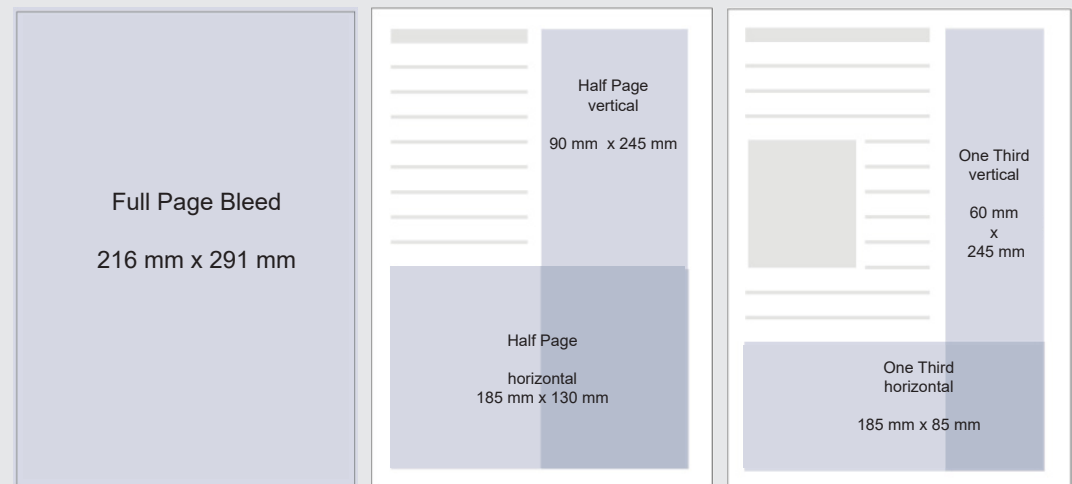 Full Page Bleed
216 mm x 291 mm
Half Page
vertical
90 mm x 245 mm
Half Page
horizontal
185 mm x 130 mm
One Third
vertical
60 mm
x
245 mm
One Third
horizontal
185 mm x 85 mm